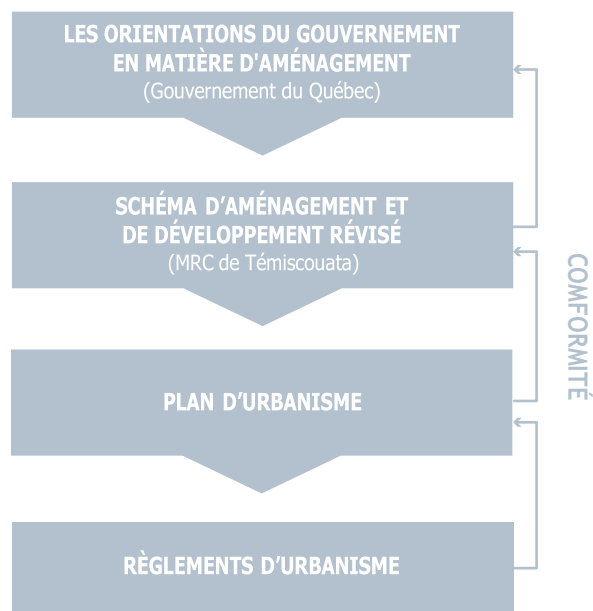 LES ORIENTATIONS DU GOUVERNEMENT
EN MATIÈRE D'AMÉNAGEMENT
(Gouvernement du Québec)
SCHÉMA D’AMÉNAGEMENT ET
DE DÉVELOPPEMENT RÉVISÉ
(MRC de Témiscouata)
PLAN D’URBANISME
RÈGLEMENTS D’URBANISME
COMFORMITÉ